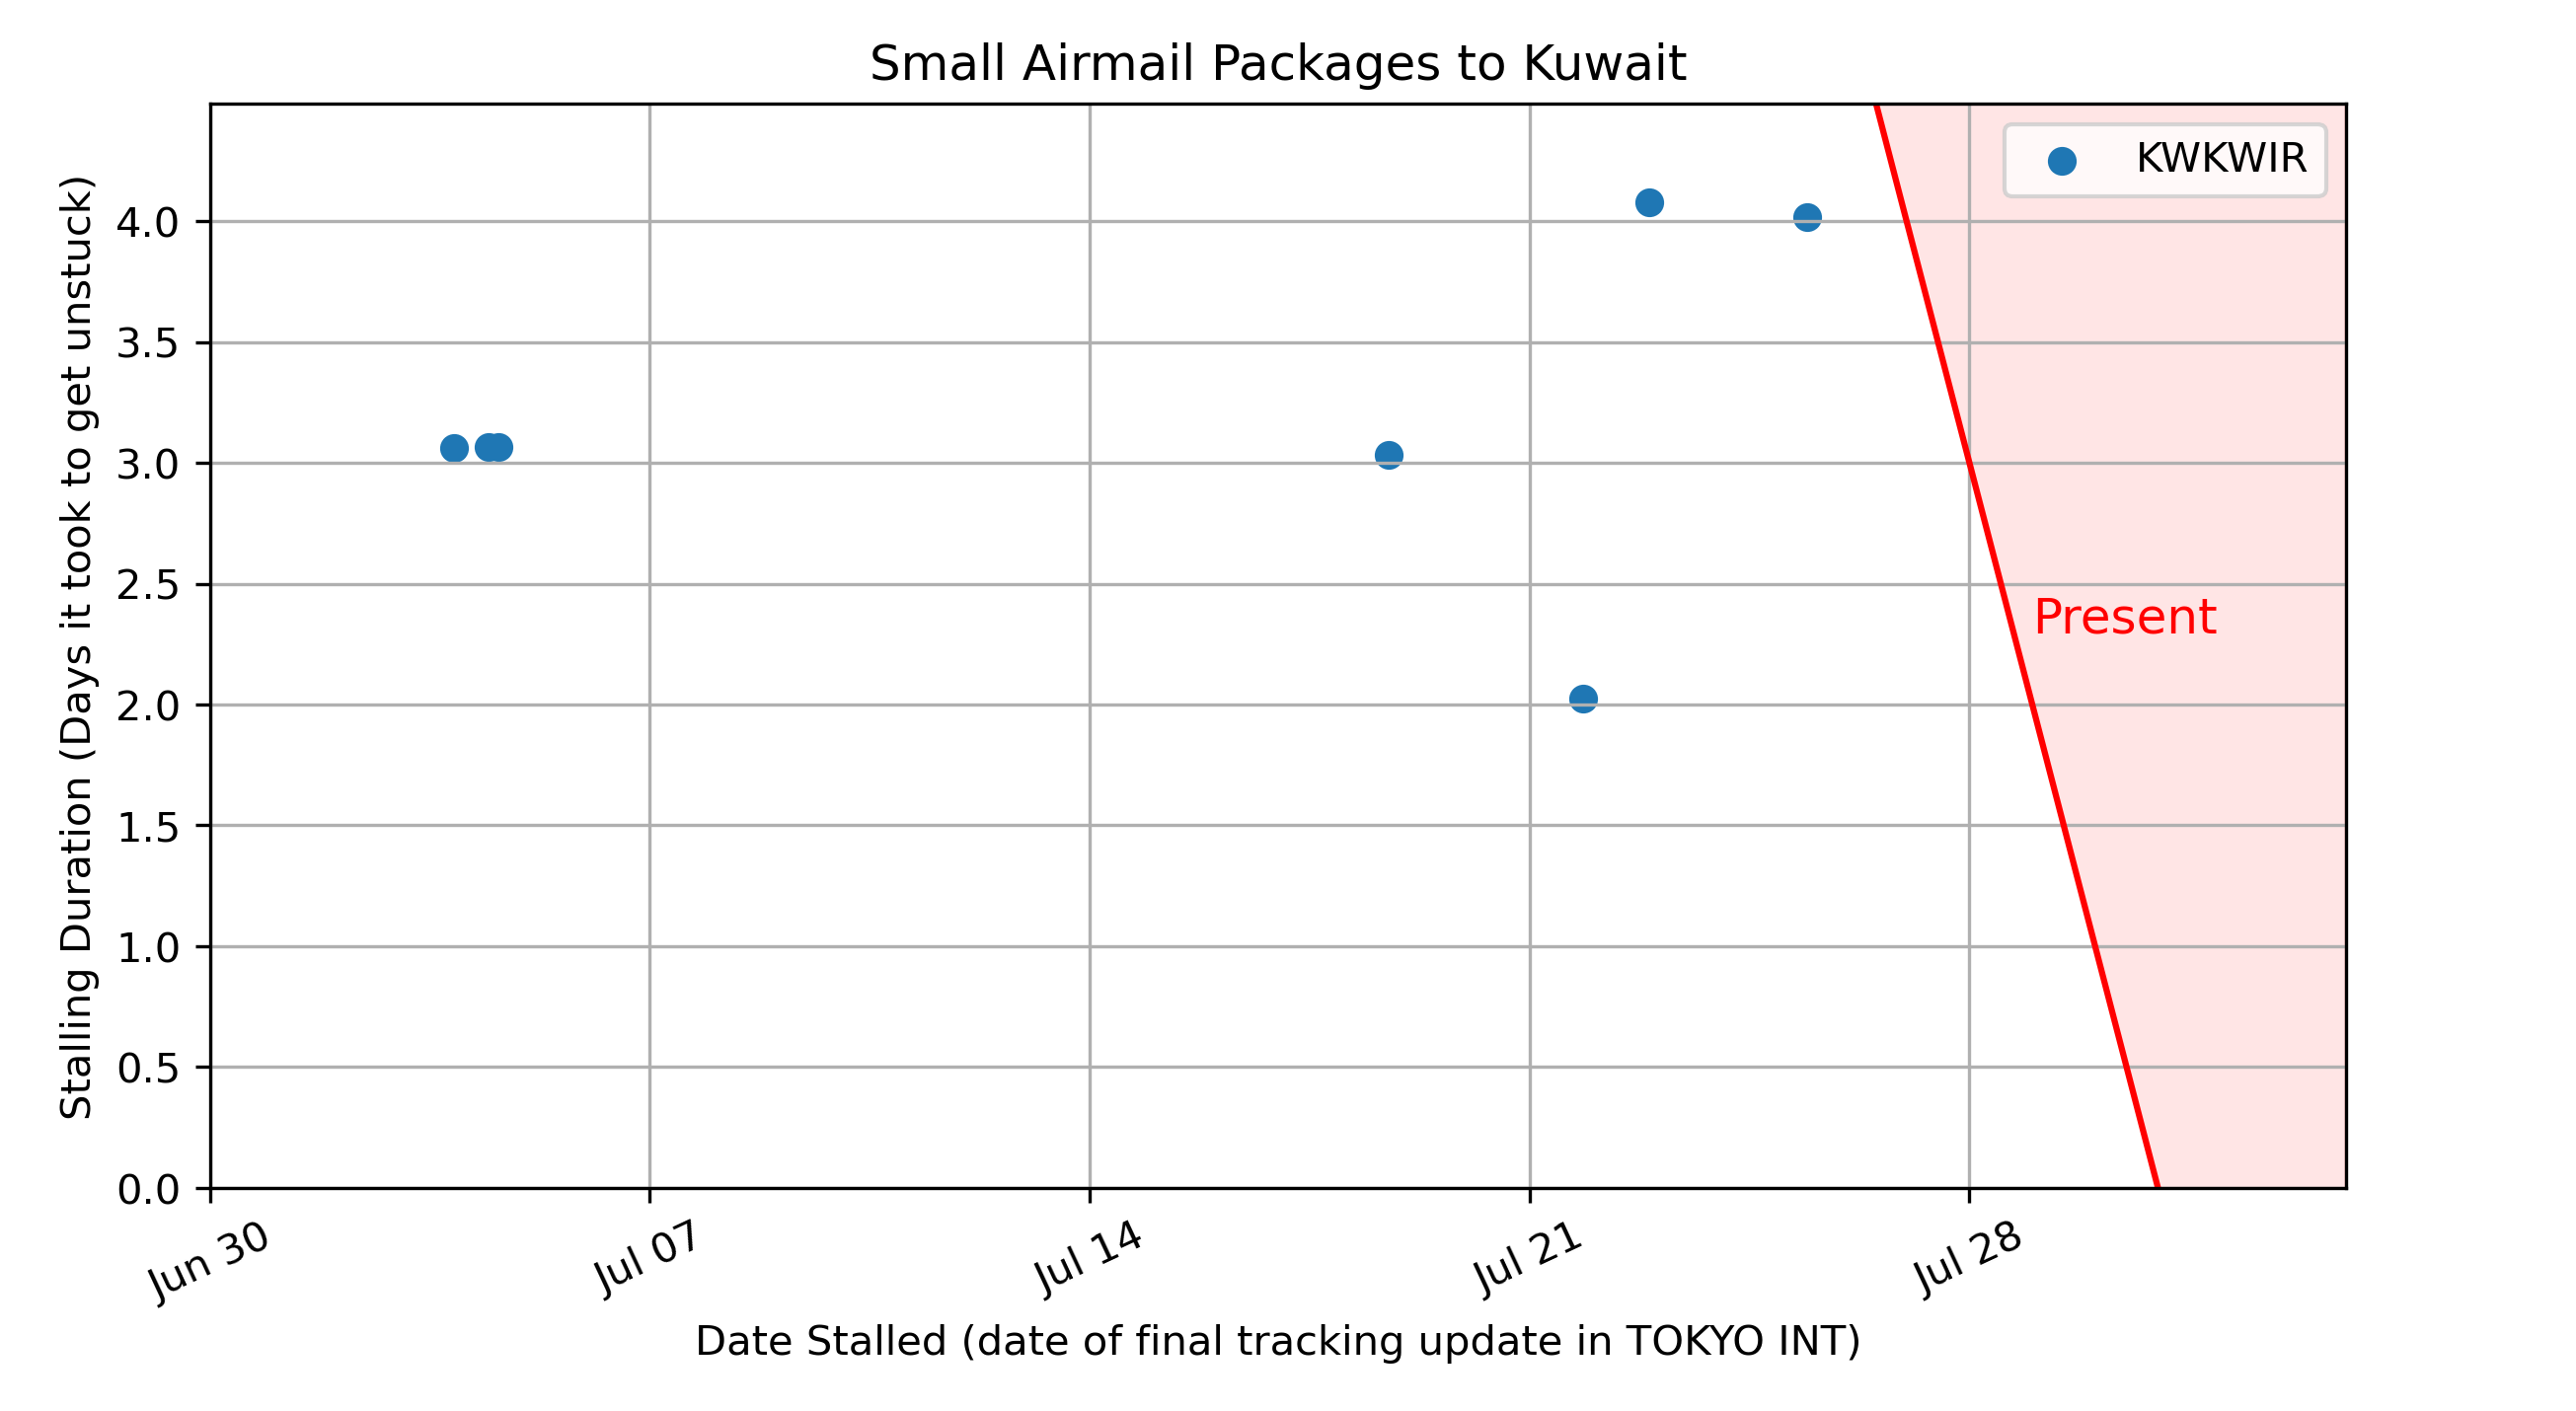 Small Airmail Packages to Kuwait
KWKWIR
Stalling Duration (Days it took to get unstuck)
4.0
3.5
3.0
2.5
2.0
1.5
1.0
0.5
0.0
Present
Jun 30
Jul 07
Jul 14
Jul 21
Jul 28
Date Stalled (date of final tracking update in TOKYO INT)